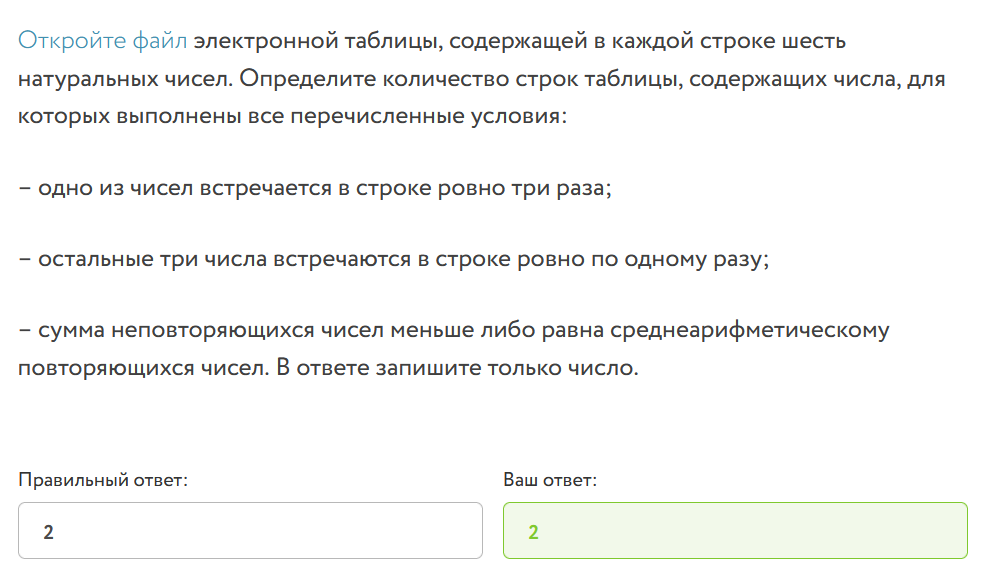 Откройте файл электронной таблицы, содержащей в каждой строке шесть
натуральных чисел. Определите количество строк таблицы, содержащих числа, для
которых выполнены все перечисленные условия:
– одно из чисел встречается в строке ровно три раза;
– остальные три числа встречаются в строке ровно по одному разу;
– сумма неповторяющихся чисел меньше либо равна среднеарифметическому
повторяющихся чисел. В ответе запишите только число.
Правильный ответ:
2
Ваш ответ:
2